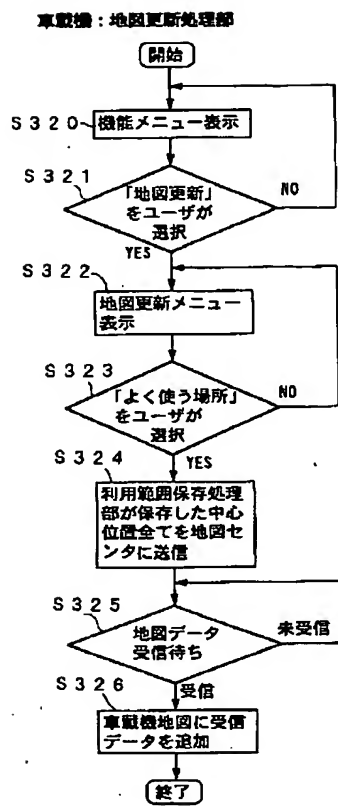 車載機：地図更新処理部
開始
S320
機能メニュー表示
S321
「地図更新」
をユーザが
選択
NO
YES
S322
地図更新メニュー
表示
S323
「よく使う場所」
をユーザが
選択
NO
YES
S324
利用範囲保存処理
部が保存した中心
位置全てを地図セ
ンタに送信
S325
地図データ
受信待ち
未受信
受信
S326
車載機地図に受信
データを追加
終了